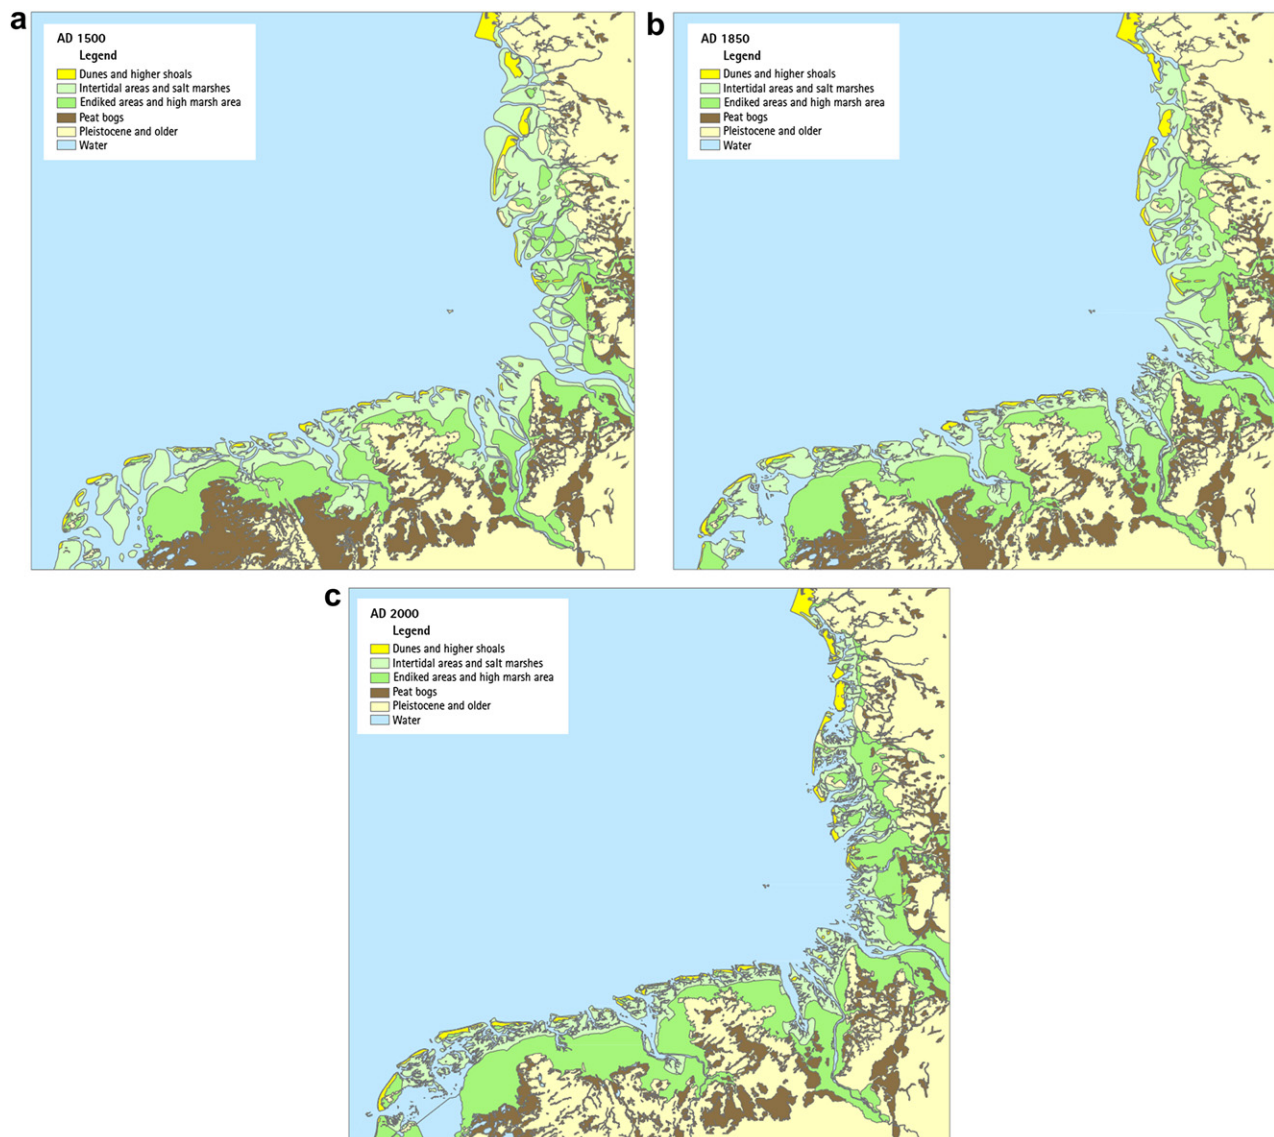 a
AD 1500
Legend
Dunes and higher shoals
Intertidal areas and salt marshes
Endiked areas and high marsh area
Peat bogs
Pleistocene and older
Water
b
AD 1850
Legend
Dunes and higher shoals
Intertidal areas and salt marshes
Endiked areas and high marsh area
Peat bogs
Pleistocene and older
Water
c
AD 2000
Legend
Dunes and higher shoals
Intertidal areas and salt marshes
Endiked areas and high marsh area
Peat bogs
Pleistocene and older
Water